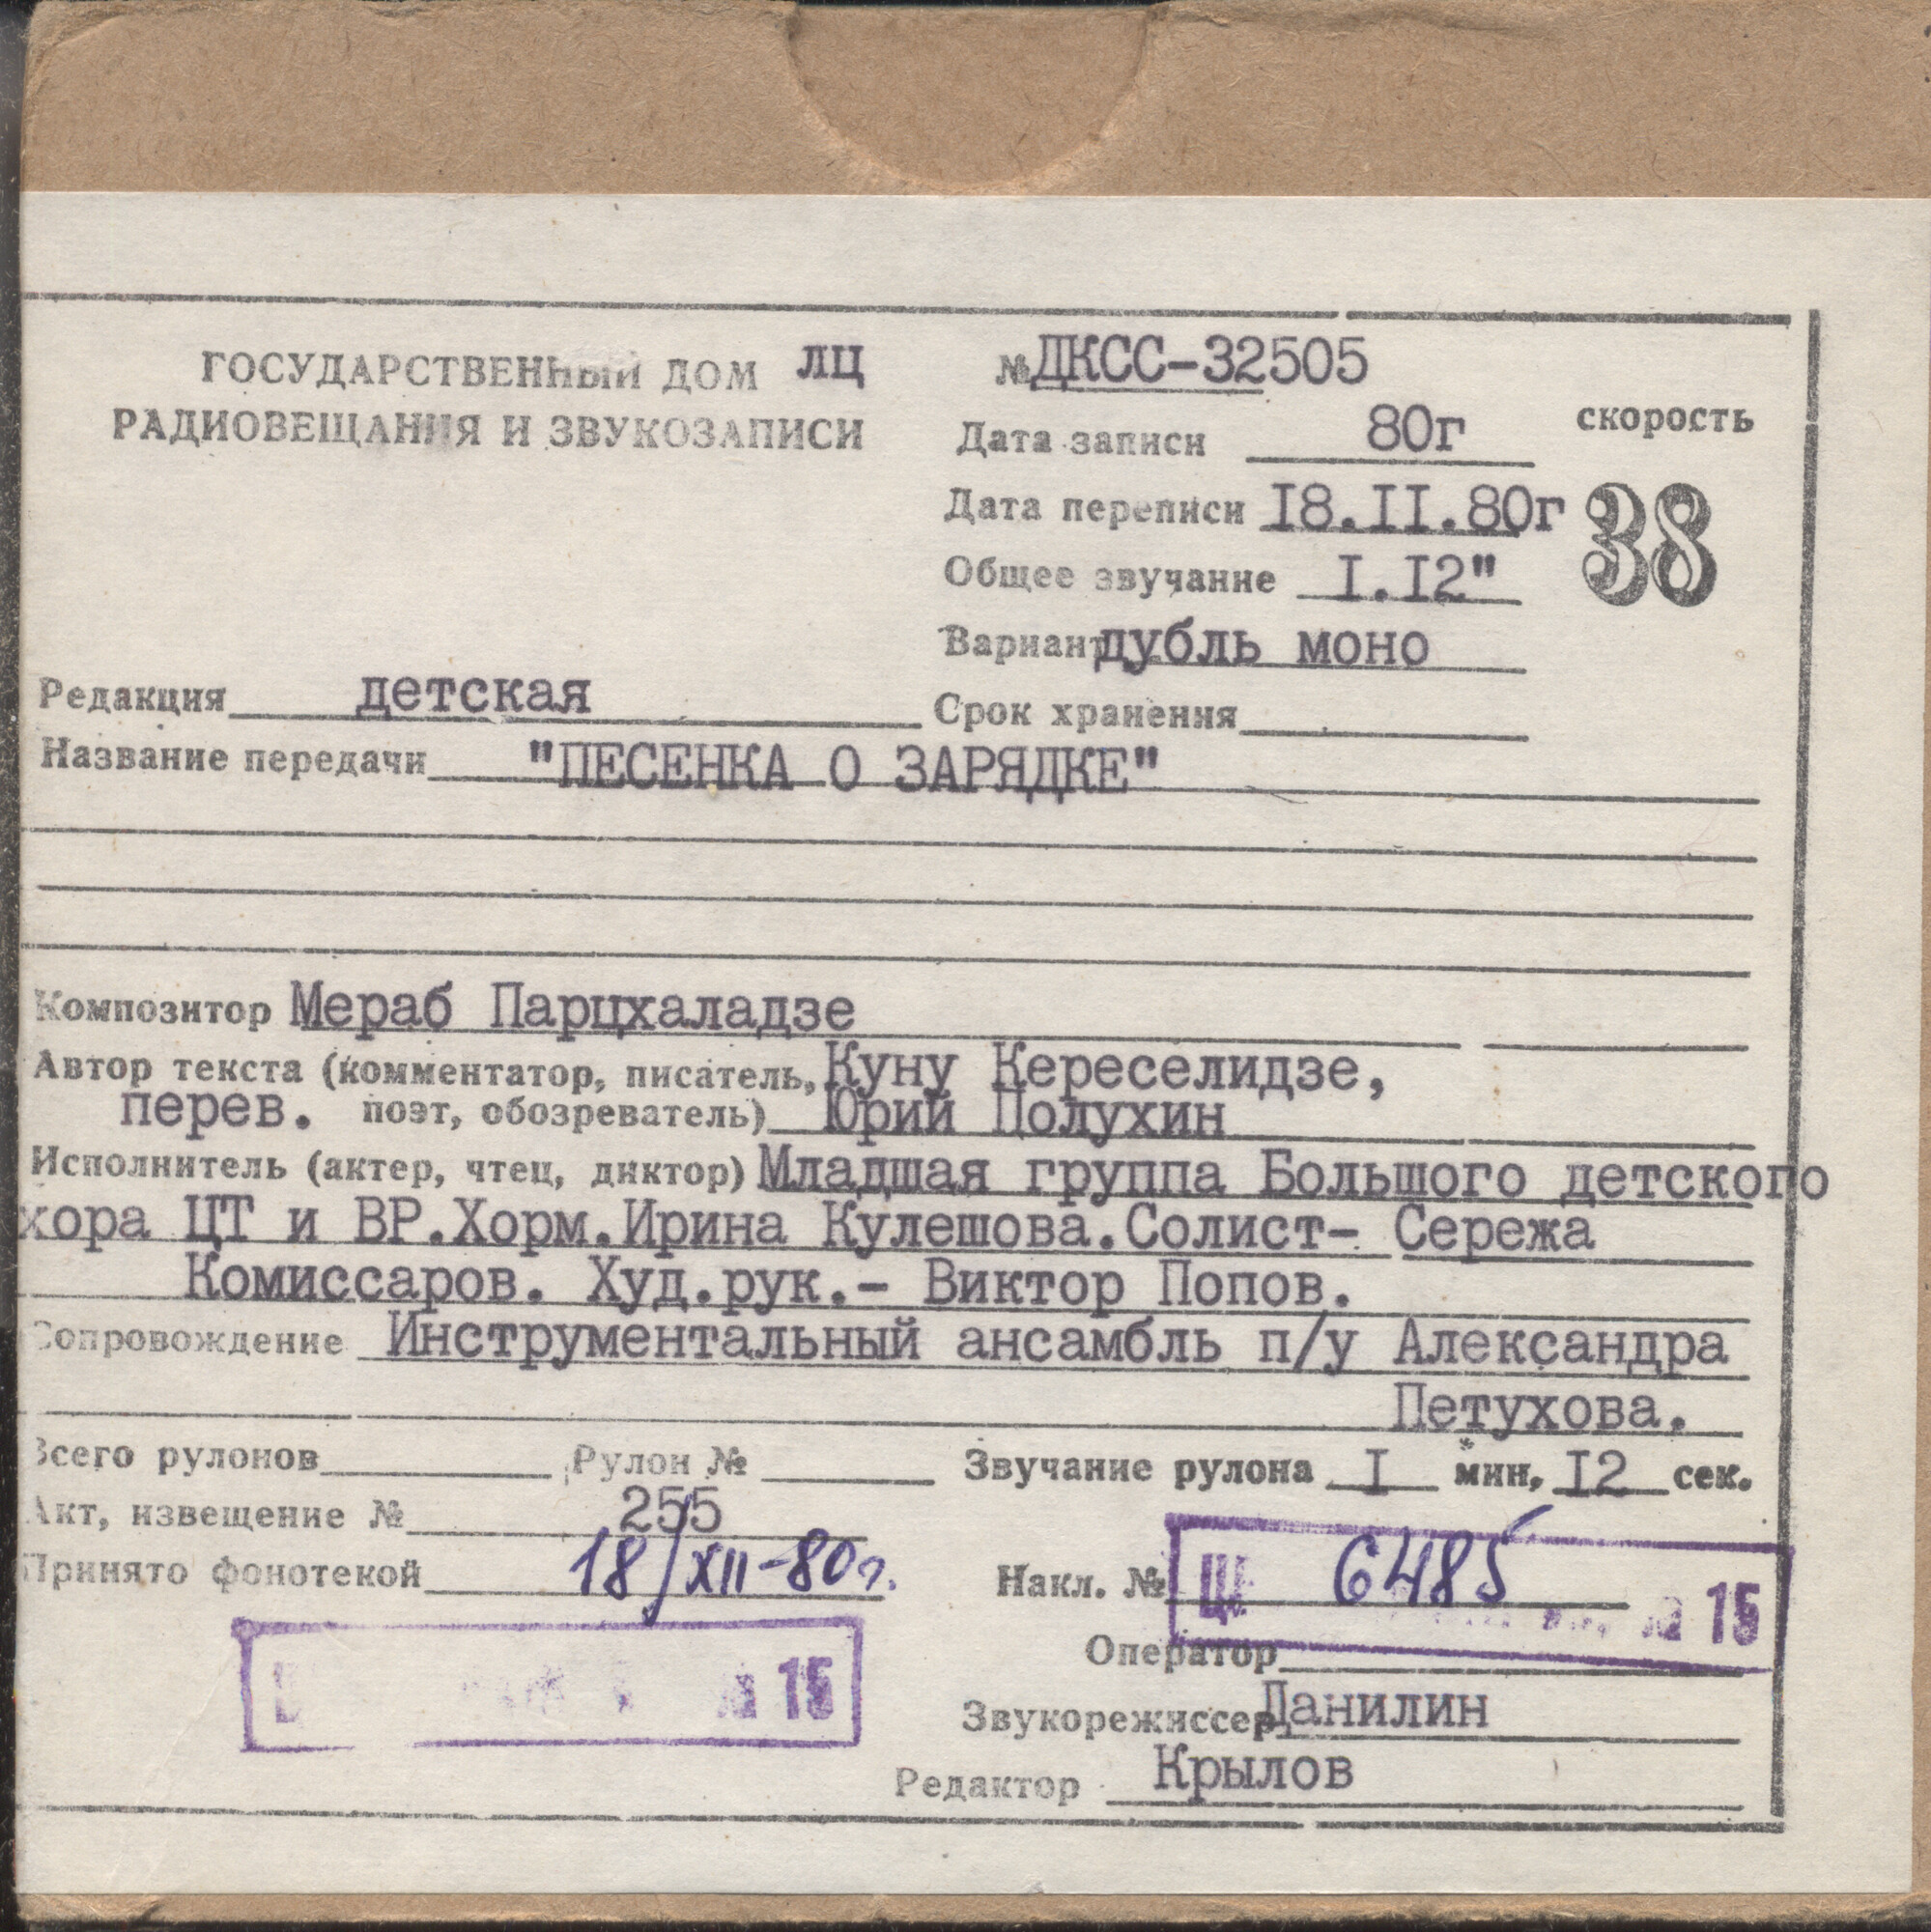 ГОСУДАРСТВЕННЫЙ ДОМ ЛЦ
РАДИОВЕЩАНИЯ И ЗВУКОЗАПИСИ
№ ДКСС-32505
Дата записи 80г
скорость
Дата переписи I8.II.80г
38
Общее звучание I.I2"
Вариант дубль моно
Редакция детская
Срок хранения
Название передачи "ПЕСЕНКА О ЗАРЯДКЕ"
Композитор Мераб Парцхаладзе
Автор текста (комментатор, писатель, Куну Кереселидзе,
перев. поэт, обозреватель) Юрий Полухин
Исполнитель (актер, чтец, диктор) Младшая группа Большого детского
хора ЦТ и ВР.Хорм.Ирина Кулешова.Солист- Сережа
Комиссаров. Худ.рук.- Виктор Попов.
Сопровождение Инструментальный ансамбль п/у Александра
Петухова.
Всего рулонов Рулон № Звучание рулона I мин, I2 сек.
Акт, извещение № 255
Принято фонотекой 18/XII-80г.
Накл. № 6485
15
Оператор
15
Звукорежиссер Данилин
Редактор Крылов